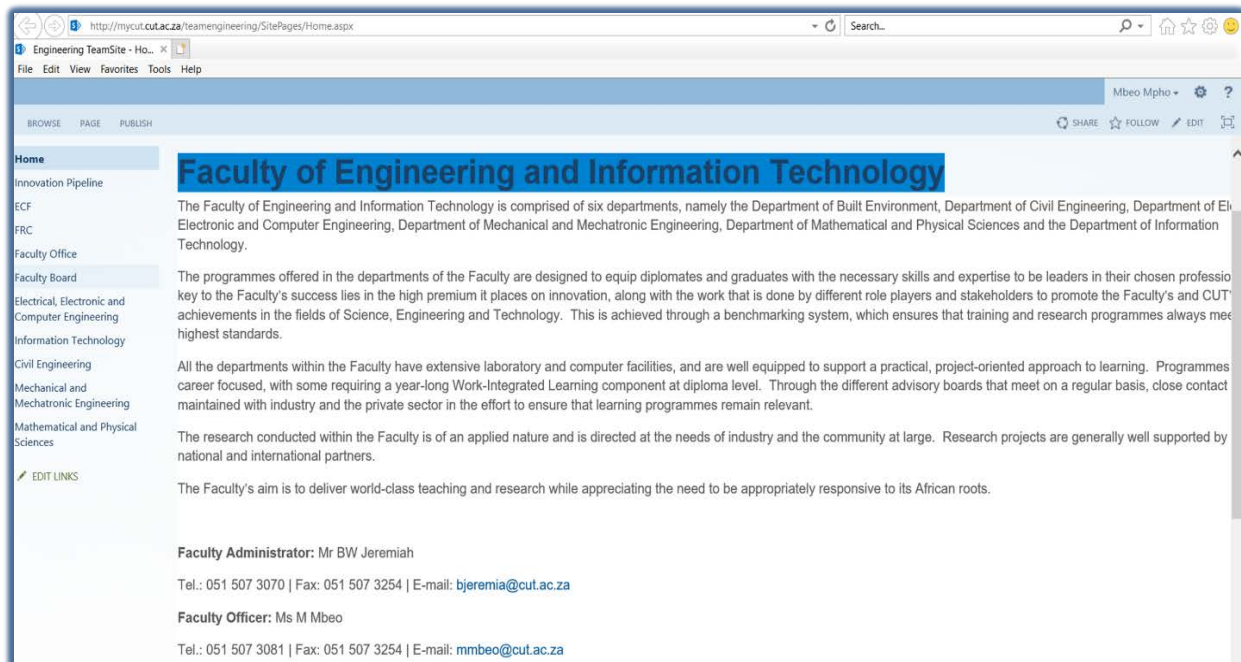 http://mycut.cut.ac.za/teamengineering/SitePages/Home.aspx
Search...
Engineering TeamSite - Ho...
File Edit View Favorites Tools Help
Mbeo Mpho
?
BROWSE PAGE PUBLISH
SHARE FOLLOW EDIT
Home
Innovation Pipeline
ECF
FRC
Faculty Office
Faculty Board
Electrical, Electronic and
Computer Engineering
Information Technology
Civil Engineering
Mechanical and
Mechatronic Engineering
Mathematical and Physical
Sciences
EDIT LINKS
Faculty of Engineering and Information Technology
The Faculty of Engineering and Information Technology is comprised of six departments, namely the Department of Built Environment, Department of Civil Engineering, Department of
Electronic and Computer Engineering, Department of Mechanical and Mechatronic Engineering, Department of Mathematical and Physical Sciences and the Department of Information
Technology.
The programmes offered in the departments of the Faculty are designed to equip diplomates and graduates with the necessary skills and expertise to be leaders in their chosen professio
key to the Faculty's success lies in the high premium it places on innovation, along with the work that is done by different role players and stakeholders to promote the Faculty's and CUT'
achievements in the fields of Science, Engineering and Technology. This is achieved through a benchmarking system, which ensures that training and research programmes always mee
highest standards.
All the departments within the Faculty have extensive laboratory and computer facilities, and are well equipped to support a practical, project-oriented approach to learning. Programmes
career focused, with some requiring a year-long Work-Integrated Learning component at diploma level. Through the different advisory boards that meet on a regular basis, close contact
maintained with industry and the private sector in the effort to ensure that learning programmes remain relevant.
The research conducted within the Faculty is of an applied nature and is directed at the needs of industry and the community at large. Research projects are generally well supported by
national and international partners.
The Faculty's aim is to deliver world-class teaching and research while appreciating the need to be appropriately responsive to its African roots.
Faculty Administrator: Mr BW Jeremiah
Tel.: 051 507 3070 | Fax: 051 507 3254 | E-mail: bjeremia@cut.ac.za
Faculty Officer: Ms M Mbeo
Tel.: 051 507 3081 | Fax: 051 507 3254 | E-mail: mmbeo@cut.ac.za